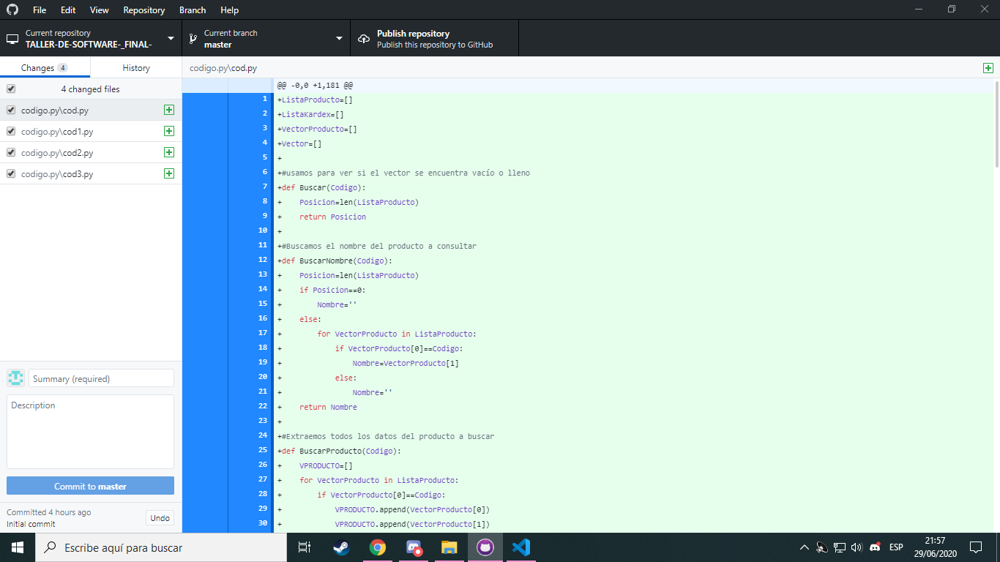 File Edit View Repository Branch Help
Current repository
TALLER-DE-SOFTWARE-_FINAL-
Current branch
master
Publish repository
Publish this repository to GitHub
Changes 4
History
codigo.py\cod.py
4 changed files
codigo.py\cod.py
codigo.py\cod1.py
codigo.py\cod2.py
codigo.py\cod3.py
Summary (required)
Description
Commit to master
Committed 4 hours ago
Initial commit
Undo
@@ -0,0 +1,181 @@
1 +ListaProducto=[]
2 +ListaKardex=[]
3 +VectorProducto=[]
4 +Vector=[]
5 +
6 +#usamos para ver si el vector se encuentra vacío o lleno
7 +def Buscar(Codigo):
8 +    Posicion=len(ListaProducto)
9 +    return Posicion
10 +
11 +#Buscamos el nombre del producto a consultar
12 +def BuscarNombre(Codigo):
13 +    Posicion=len(ListaProducto)
14 +    if Posicion==0:
15 +        Nombre=''
16 +    else:
17 +        for VectorProducto in ListaProducto:
18 +            if VectorProducto[0]==Codigo:
19 +                Nombre=VectorProducto[1]
20 +            else:
21 +                Nombre=''
22 +    return Nombre
23 +
24 +#Extraemos todos los datos del producto a buscar
25 +def BuscarProducto(Codigo):
26 +    VPRODUCTO=[]
27 +    for VectorProducto in ListaProducto:
28 +        if VectorProducto[0]==Codigo:
29 +            VPRODUCTO.append(VectorProducto[0])
30 +            VPRODUCTO.append(VectorProducto[1])
Escribe aquí para buscar
ESP
21:57
29/06/2020